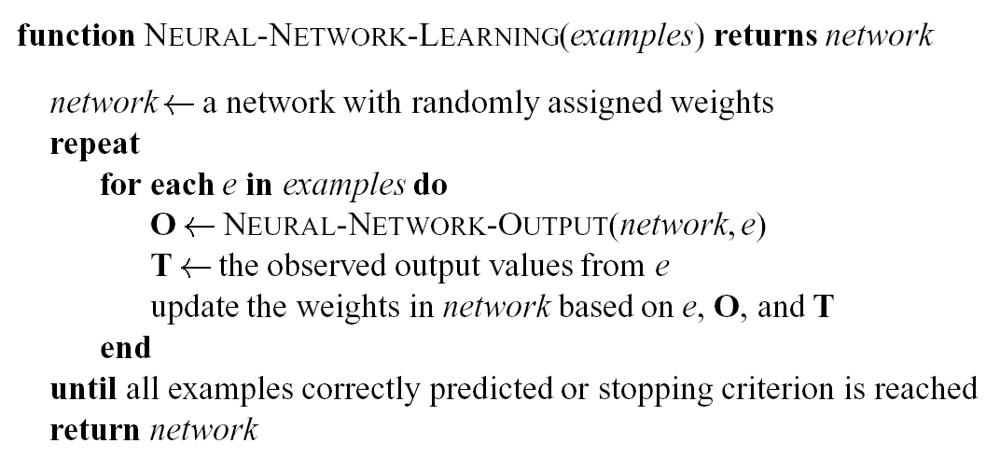 function NEURAL-NETWORK-LEARNING(examples) returns network
network ← a network with randomly assigned weights
repeat
for each e in examples do
O ← NEURAL-NETWORK-OUTPUT(network, e)
T ← the observed output values from e
update the weights in network based on e, O, and T
end
until all examples correctly predicted or stopping criterion is reached
return network